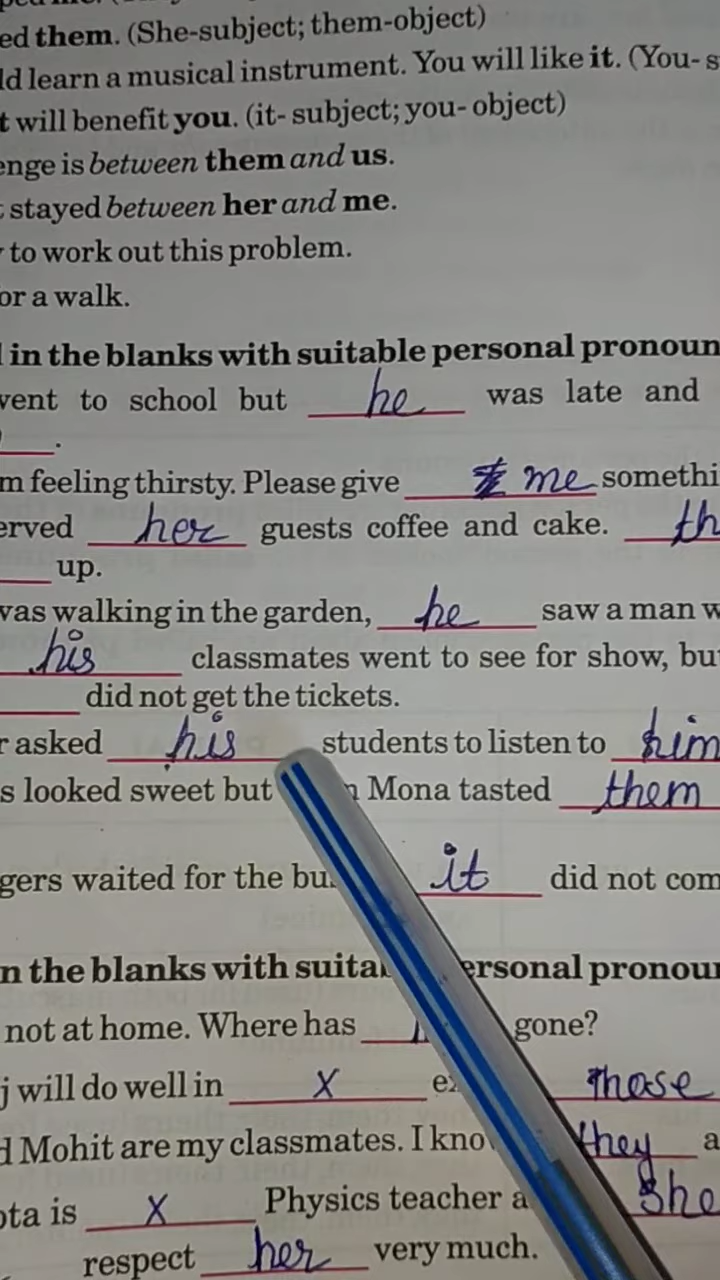 ed them. (She-subject; them-object)
ld learn a musical instrument. You will like it. (You- s
t will benefit you. (it- subject; you- object)
enge is between them and us.
t stayed between her and me.
to work out this problem.
or a walk.
in the blanks with suitable personal pronoun
went to school but he was late and
.
m feeling thirsty. Please give me somethi
erved her guests coffee and cake. th
up.
was walking in the garden, he saw a man w
his classmates went to see for show, but
did not get the tickets.
r asked his students to listen to him
s looked sweet but Mona tasted them
gers waited for the bu it did not com
n the blanks with suita ersonal pronoun
not at home. Where has gone?
j will do well in x e those
d Mohit are my classmates. I kno they a
ota is x Physics teacher a She
respect her very much.